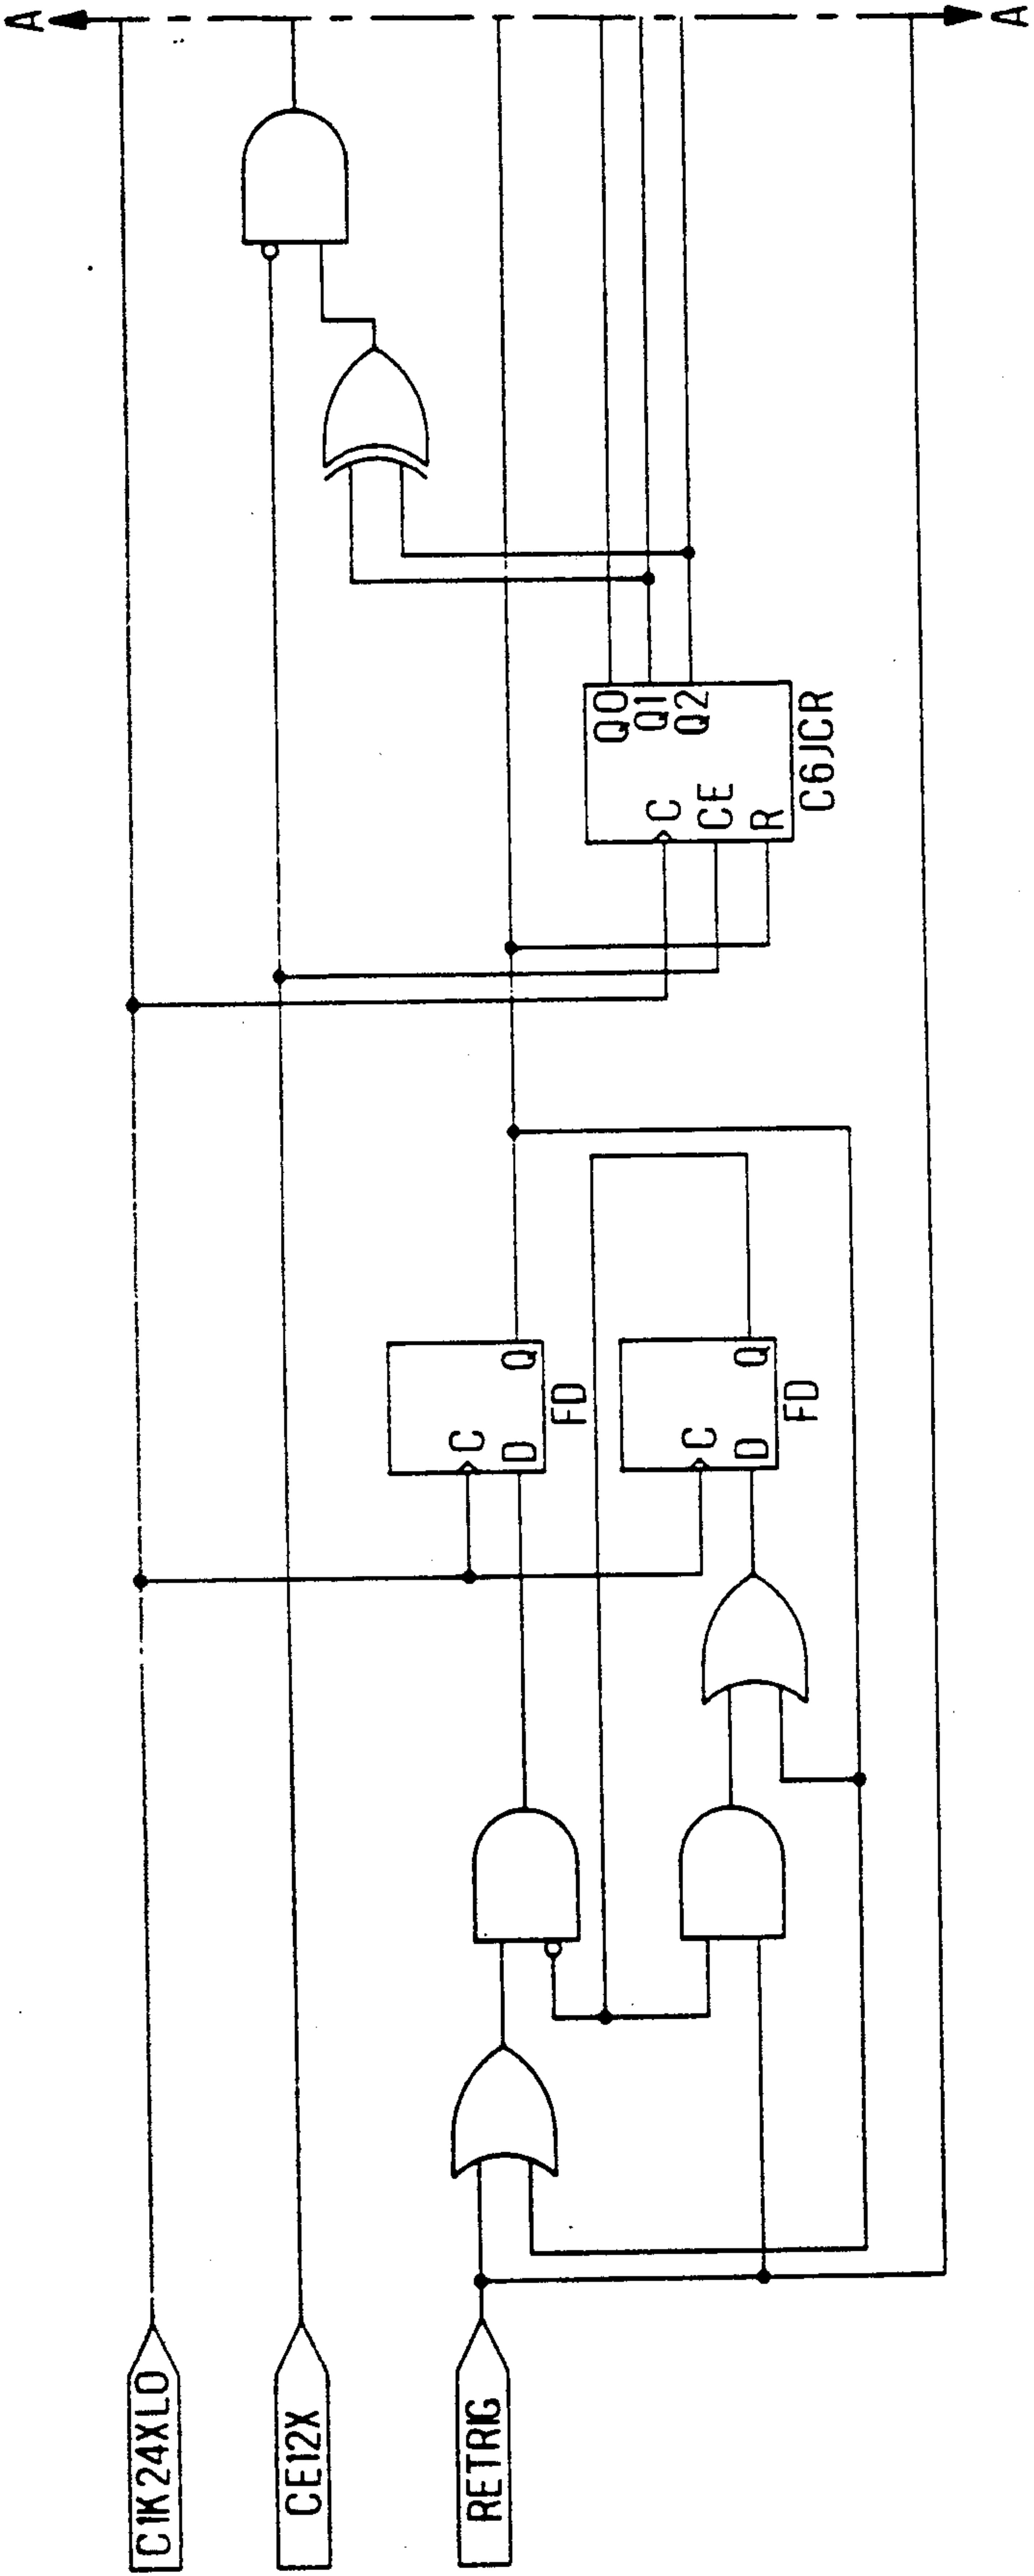 A
A
C1K24XLO
CE12X
RETRIG
C
D
Q
FD
C
D
Q
FD
C
CE
R
Q0
Q1
Q2
C6JCR